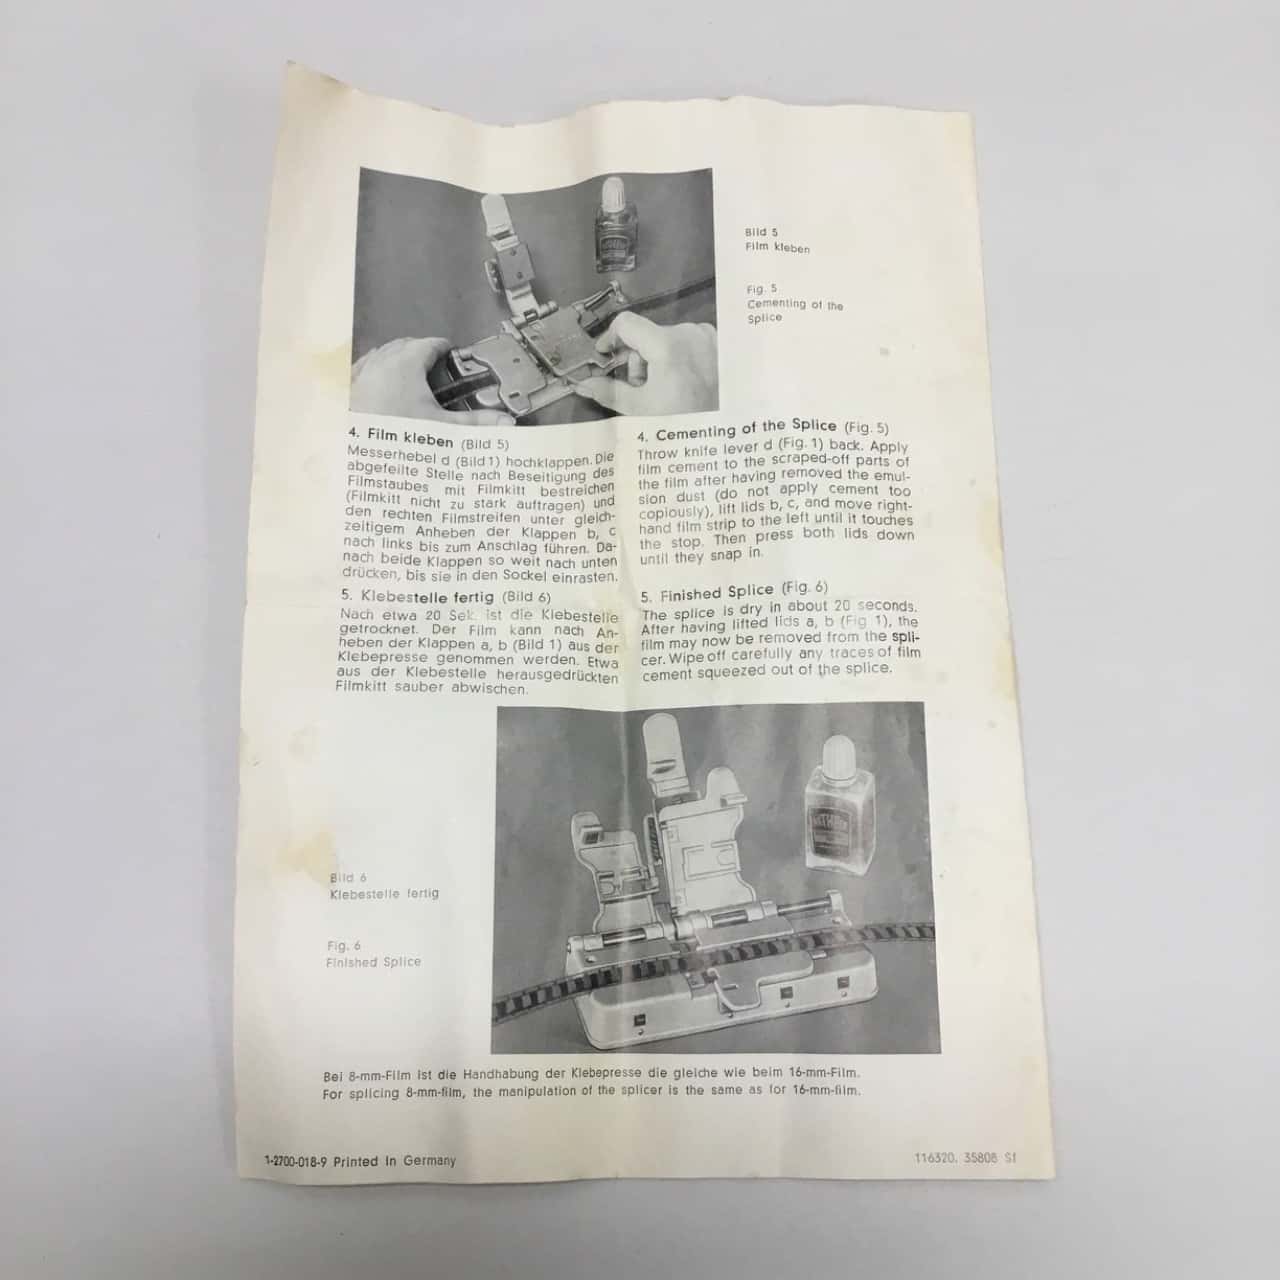 Bild 5
Film kleben
Fig. 5
Cementing of the
Splice
4. Film kleben (Bild 5)
Messerhebel d (Bild 1) hochklappen. Die
abgefeilte Stelle nach Beseitigung des
Filmstaubes mit Filmkitt bestreichen
(Filmkitt nicht zu stark auftragen) und
den rechten Filmstreifen unter gleich-
zeitigem Anheben der Klappen b, c
nach links bis zum Anschlag führen. Da-
nach beide Klappen so weit nach unten
drücken, bis sie in den Sockel einrasten.
5. Klebestelle fertig (Bild 6)
Nach etwa 20 Sek. ist die Klebestelle
getrocknet. Der Film kann nach An-
heben der Klappen a, b (Bild 1) aus der
Klebepresse genommen werden. Etwa
aus der Klebestelle herausgedrückten
Filmkitt sauber abwischen.
4. Cementing of the Splice (Fig. 5)
Throw knife lever d (Fig. 1) back. Apply
film cement to the scraped-off parts of
the film after having removed the emul-
sion dust (do not apply cement too
copiously), lift lids b, c, and move right-
hand film strip to the left until it touches
the stop. Then press both lids down
until they snap in.
5. Finished Splice (Fig. 6)
The splice is dry in about 20 seconds.
After having lifted lids a, b (Fig 1), the
film may now be removed from the spli-
cer. Wipe off carefully any traces of film
cement squeezed out of the splice.
Bild 6
Klebestelle fertig
Fig. 6
Finished Splice
Bei 8-mm-Film ist die Handhabung der Klebepresse die gleiche wie beim 16-mm-Film.
For splicing 8-mm-film, the manipulation of the splicer is the same as for 16-mm-film.
1-2700-018-9 Printed in Germany
116320. 35808 Sf